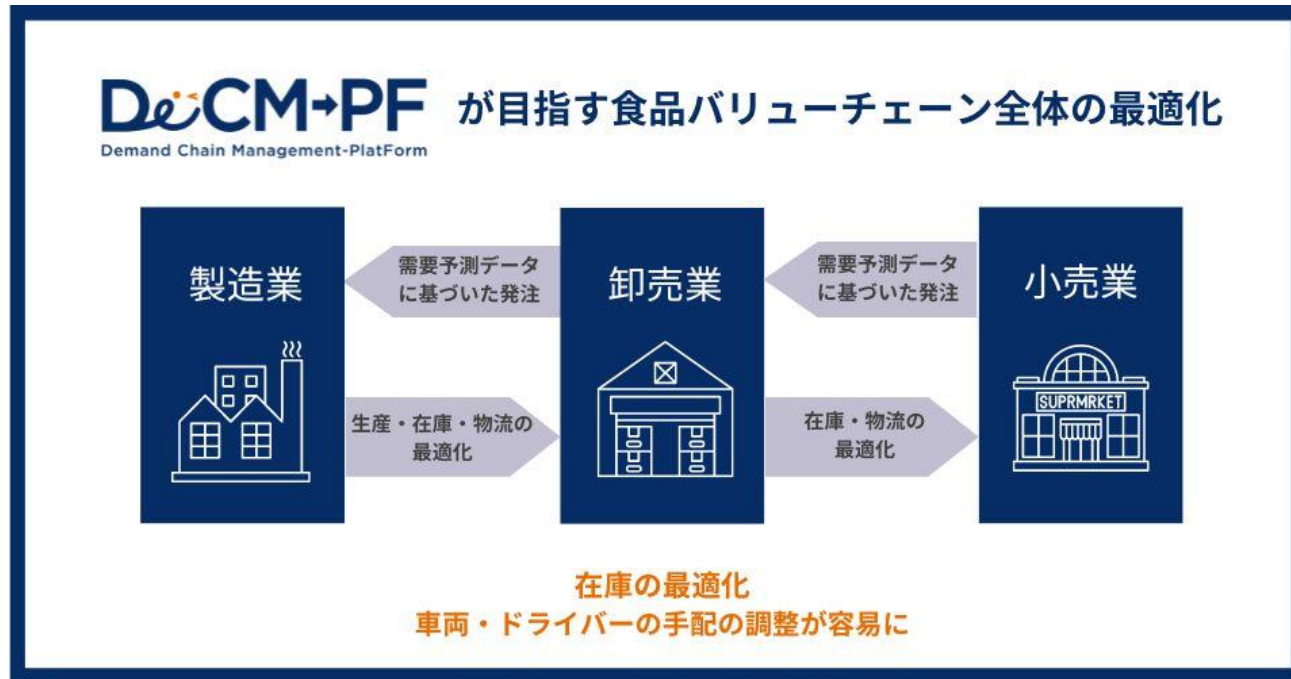 DeCM→PF が目指す食品バリューチェーン全体の最適化
Demand Chain Management-PlatForm
製造業
需要予測データ
に基づいた発注
卸売業
需要予測データ
に基づいた発注
小売業
SUPRMRKET
生産・在庫・物流の
最適化
在庫・物流の
最適化
在庫の最適化
車両・ドライバーの手配の調整が容易に